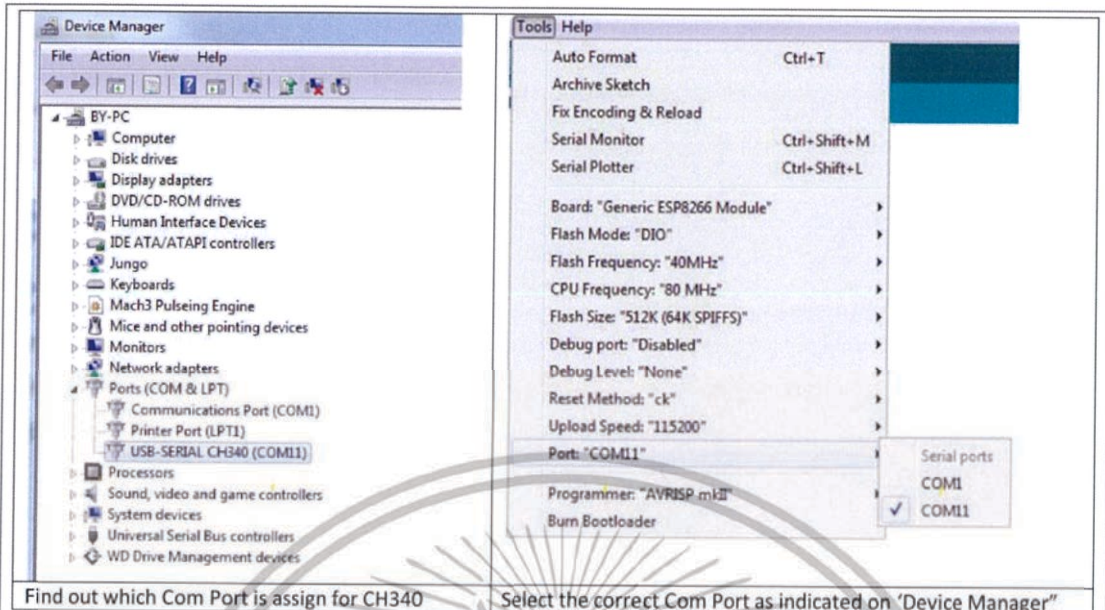 Device Manager
File Action View Help
BY-PC
Computer
Disk drives
Display adapters
DVD/CD-ROM drives
Human Interface Devices
IDE ATA/ATAPI controllers
Jungo
Keyboards
Mach3 Pulseing Engine
Mice and other pointing devices
Monitors
Network adapters
Ports (COM & LPT)
Communications Port (COM1)
Printer Port (LPT1)
USB-SERIAL CH340 (COM11)
Processors
Sound, video and game controllers
System devices
Universal Serial Bus controllers
WD Drive Management devices
Find out which Com Port is assign for CH340
Tools Help
Auto Format Ctrl+T
Archive Sketch
Fix Encoding & Reload
Serial Monitor Ctrl+Shift+M
Serial Plotter Ctrl+Shift+L
Board: "Generic ESP8266 Module"
Flash Mode: "DIO"
Flash Frequency: "40MHz"
CPU Frequency: "80 MHz"
Flash Size: "512K (64K SPIFFS)"
Debug port: "Disabled"
Debug Level: "None"
Reset Method: "ck"
Upload Speed: "115200"
Port: "COM11"
Serial ports
COM1
COM11
Programmer: "AVRISP mkII"
Burn Bootloader
Select the correct Com Port as indicated on ‘Device Manager”